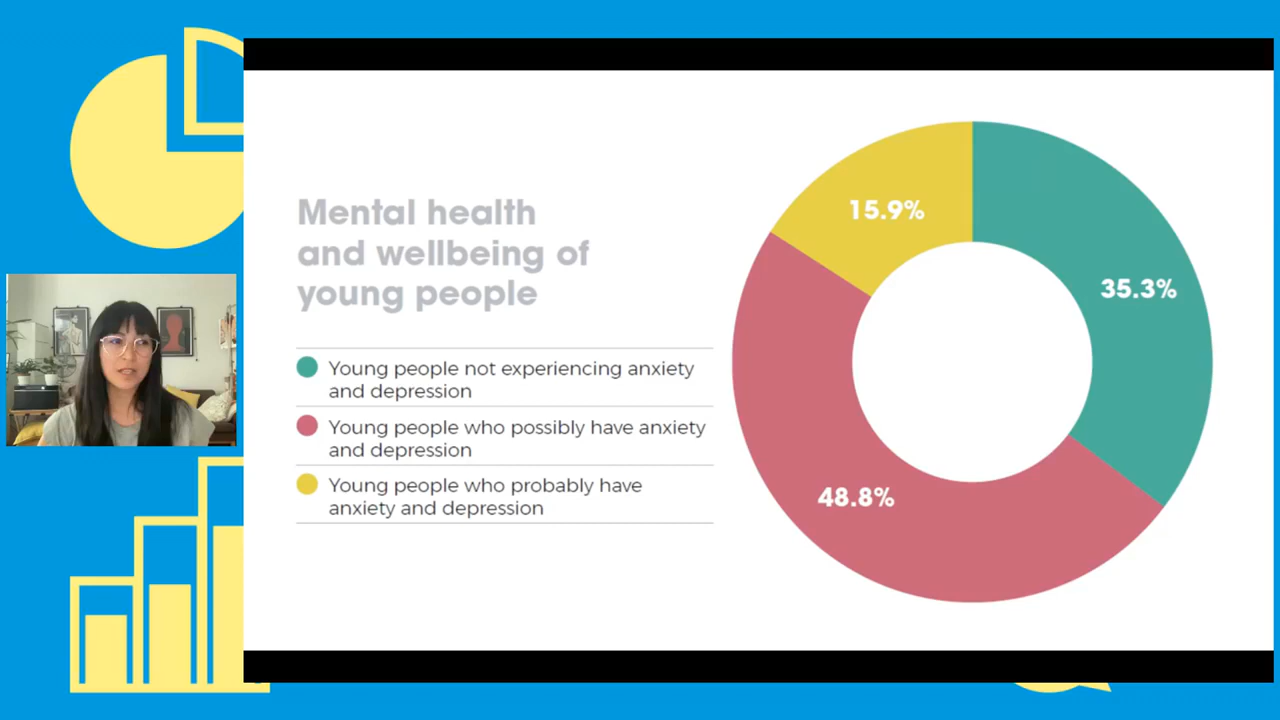 Mental health
and wellbeing of
young people
Young people not experiencing anxiety
and depression
Young people who possibly have anxiety
and depression
Young people who probably have
anxiety and depression
15.9%
35.3%
48.8%